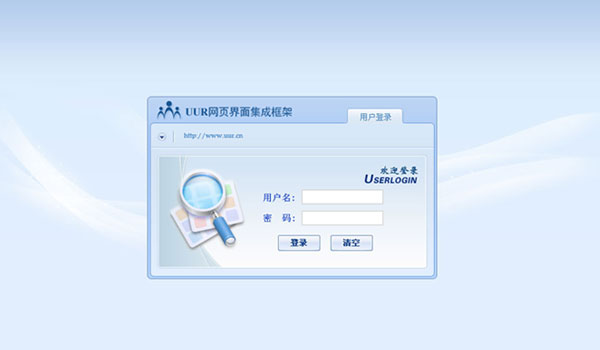 UUR网页界面集成框架
用户登录
http://www.uur.cn
欢迎登录
USERLOGIN
用户名：
密 码：
登录
清空